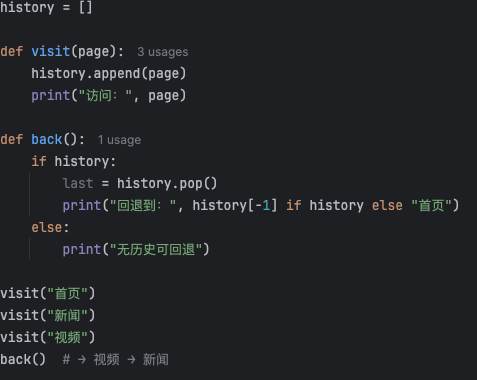 history = []
def visit(page): 3 usages
    history.append(page)
    print("访问: ", page)
def back(): 1 usage
    if history:
        last = history.pop()
        print("回退到: ", history[-1] if history else "首页")
    else:
        print("无历史可回退")
visit("首页")
visit("新闻")
visit("视频")
back()  # → 视频 → 新闻